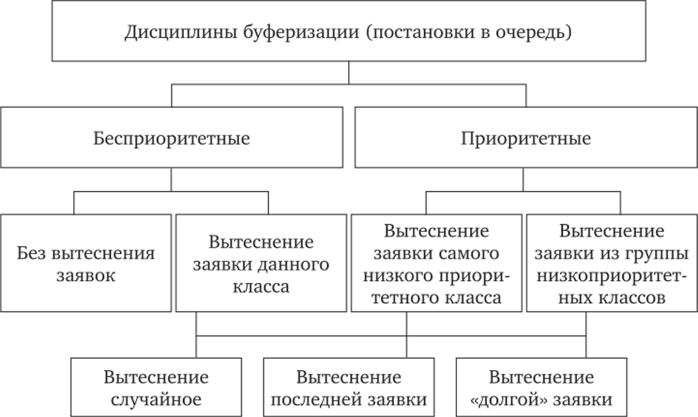 Дисциплины буферизации (постановки в очередь)
Бесприоритетные
Приоритетные
Без вытеснения
заявок
Вытеснение
заявки данного
класса
Вытеснение
заявки самого
низкого приори-
тетного класса
Вытеснение
заявки из группы
низкоприоритет-
ных классов
Вытеснение
случайное
Вытеснение
последней заявки
Вытеснение
«долгой» заявки